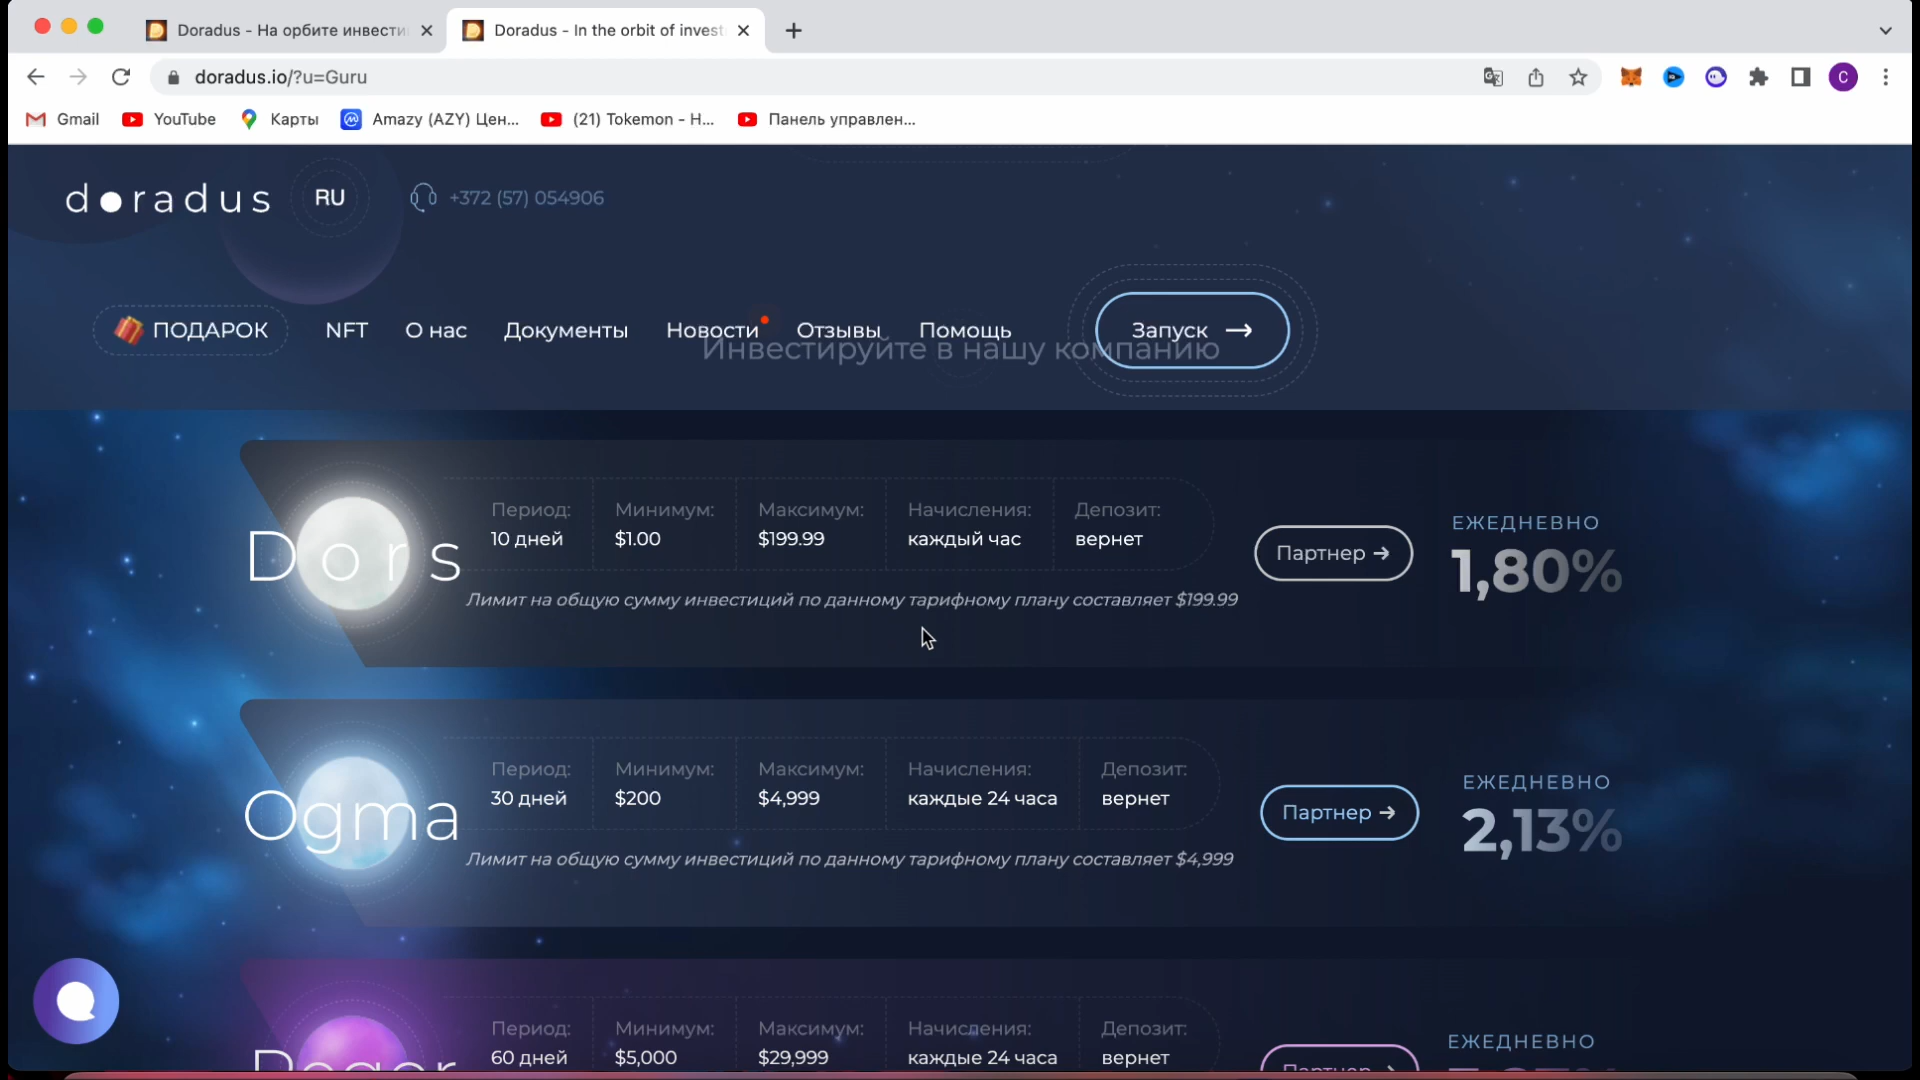 Doradus - На орбите инвести
Doradus - In the orbit of invest
doradus.io/?u=Guru
Gmail
YouTube
Карты
Amazy (AZY) Цен...
(21) Tokemon - Н...
Панель управлен...
doradus
RU
+372 (57) 054906
ПОДАРОК
NFT
О нас
Документы
Новости
Отзывы
Помощь
Запуск →
Инвестируйте в нашу компанию
Dors
Период: Минимум: Максимум: Начисления: Депозит:
10 дней $1.00 $199.99 каждый час вернет
Лимит на общую сумму инвестиций по данному тарифному плану составляет $199.99
Партнер →
ЕЖЕДНЕВНО
1,80%
Ogma
Период: Минимум: Максимум: Начисления: Депозит:
30 дней $200 $4,999 каждые 24 часа вернет
Лимит на общую сумму инвестиций по данному тарифному плану составляет $4,999
Партнер →
ЕЖЕДНЕВНО
2,13%
Период: Минимум: Максимум: Начисления: Депозит:
60 дней $5,000 $29,999 каждые 24 часа вернет
Партнер
ЕЖЕДНЕВНО